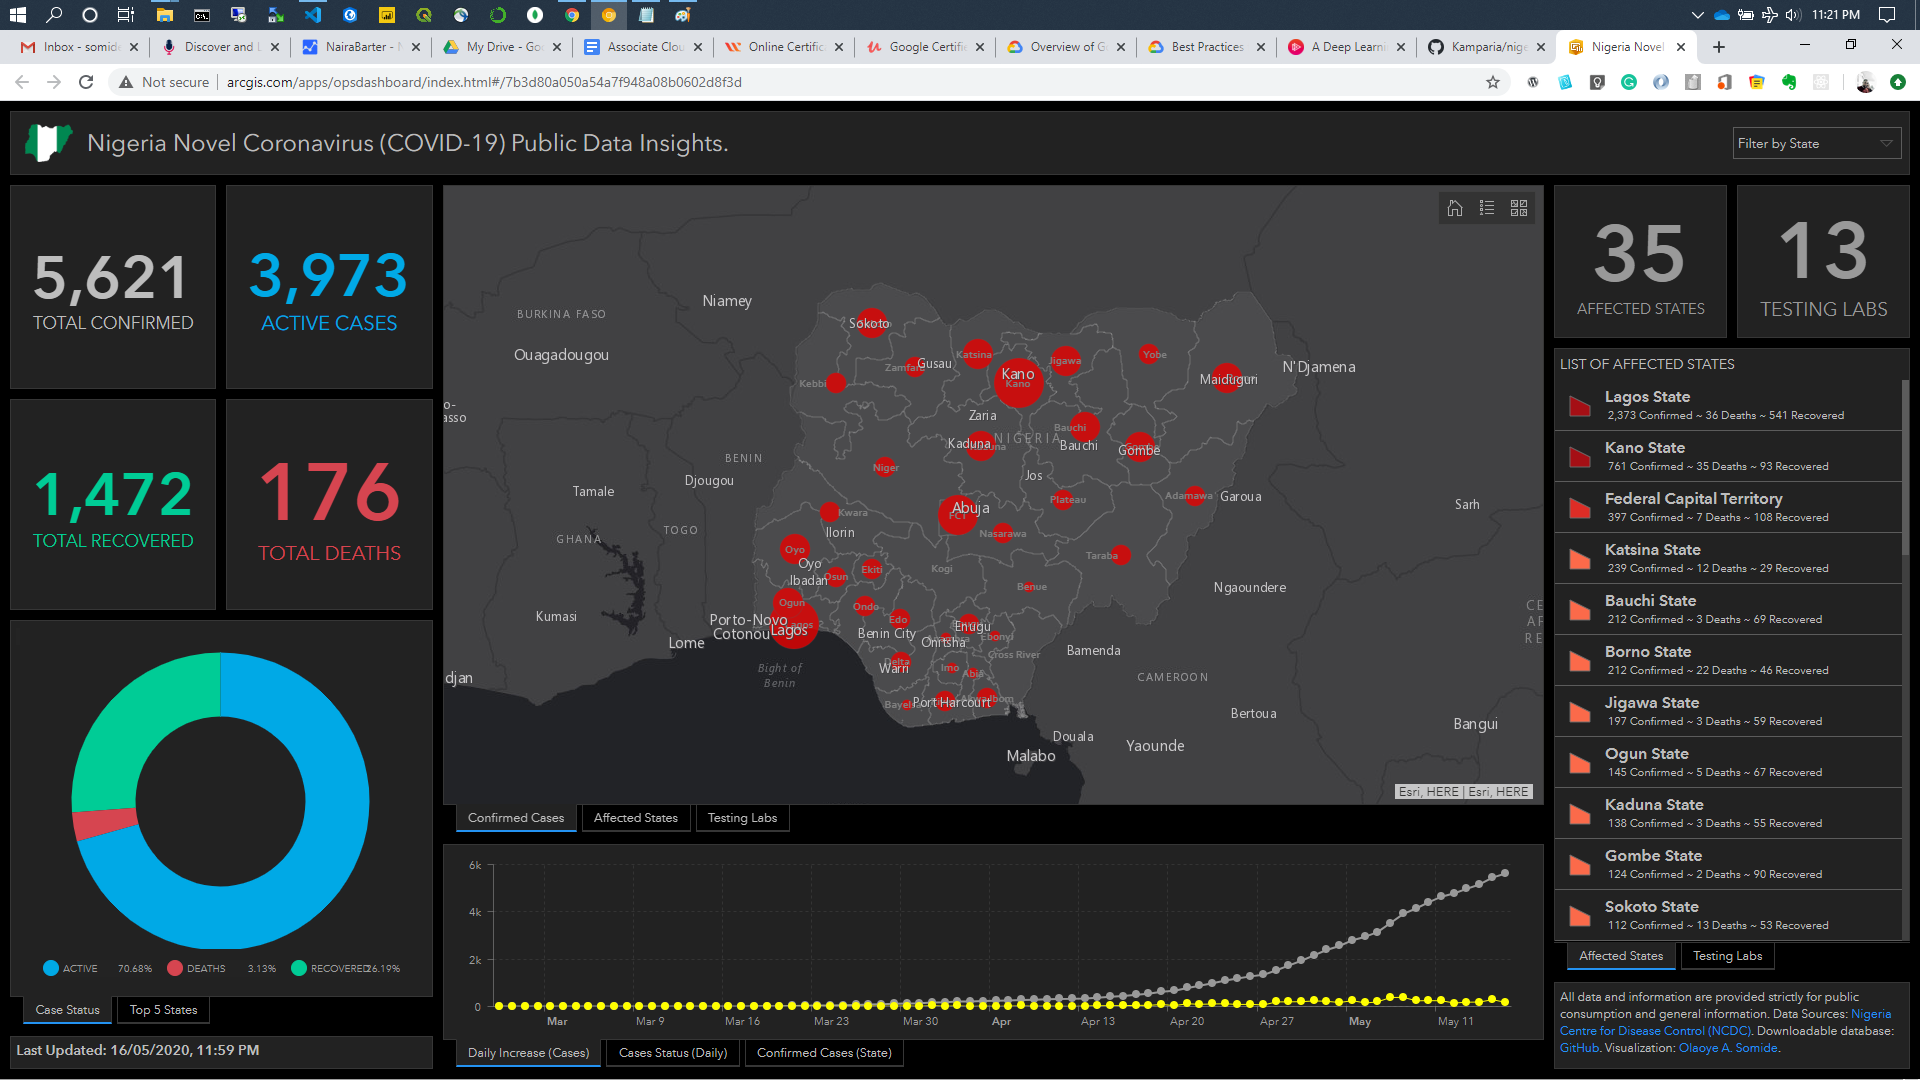 11:21 PM
Inbox - somid
Discover and L
NairaBarter - N
My Drive - Goo
Associate Clou
Online Certific
Google Certifie
Overview of G
Best Practices
A Deep Learni
Kamparia/nige
Nigeria Novel
Not secure
arcgis.com/apps/opsdashboard/index.html#/7b3d80a050a54a7f948a08b0602d8f3d
Nigeria Novel Coronavirus (COVID-19) Public Data Insights.
Filter by State
5,621
TOTAL CONFIRMED
3,973
ACTIVE CASES
1,472
TOTAL RECOVERED
176
TOTAL DEATHS
ACTIVE 70.68%
DEATHS 3.13%
RECOVERED 26.19%
Case Status
Top 5 States
Last Updated: 16/05/2020, 11:59 PM
BURKINA FASO
Niamey
Ouagadougou
Sokoto
Zamfara
Gusau
Katsina
Kano
Kano
Jigawa
Yobe
Maiduguri
N'Djamena
Kebbi
o-
asso
Zaria
Kaduna
NIGERIA
Bauchi
Bauchi
Gombe
BENIN
Djougou
Tamale
Niger
Jos
Plateau
Adamawa
Garoua
Sarh
Kwara
Ilorin
Abuja
FCT
Nasarawa
TOGO
GHANA
Oyo
Oyo
Ibadan
Osun
Ekiti
Kogi
Taraba
Benue
Ngaoundere
Kumasi
Ogun
Porto-Novo
Cotonou
Lagos
Lagos
Lome
Ondo
Edo
Benin City
Enugu
Onitsha
Ebonyi
Cross River
Bamenda
CE
AF
RE
Bight of
Benin
Delta
Warri
Imo
Abia
CAMEROON
djan
Port Harcourt
Bertoua
Bangui
Douala
Yaounde
Malabo
Esri, HERE | Esri, HERE
Confirmed Cases
Affected States
Testing Labs
6k
4k
2k
0
Mar
Mar 9
Mar 16
Mar 23
Mar 30
Apr
Apr 13
Apr 20
Apr 27
May
May 11
Daily Increase (Cases)
Cases Status (Daily)
Confirmed Cases (State)
35
AFFECTED STATES
13
TESTING LABS
LIST OF AFFECTED STATES
Lagos State
2,373 Confirmed ~ 36 Deaths ~ 541 Recovered
Kano State
761 Confirmed ~ 35 Deaths ~ 93 Recovered
Federal Capital Territory
397 Confirmed ~ 7 Deaths ~ 108 Recovered
Katsina State
239 Confirmed ~ 12 Deaths ~ 29 Recovered
Bauchi State
212 Confirmed ~ 3 Deaths ~ 69 Recovered
Borno State
212 Confirmed ~ 22 Deaths ~ 46 Recovered
Jigawa State
197 Confirmed ~ 3 Deaths ~ 59 Recovered
Ogun State
145 Confirmed ~ 5 Deaths ~ 67 Recovered
Kaduna State
138 Confirmed ~ 3 Deaths ~ 55 Recovered
Gombe State
124 Confirmed ~ 2 Deaths ~ 90 Recovered
Sokoto State
112 Confirmed ~ 13 Deaths ~ 53 Recovered
Affected States
Testing Labs
All data and information are provided strictly for public
consumption and general information. Data Sources: Nigeria
Centre for Disease Control (NCDC). Downloadable database:
GitHub. Visualization: Olaoye A. Somide.